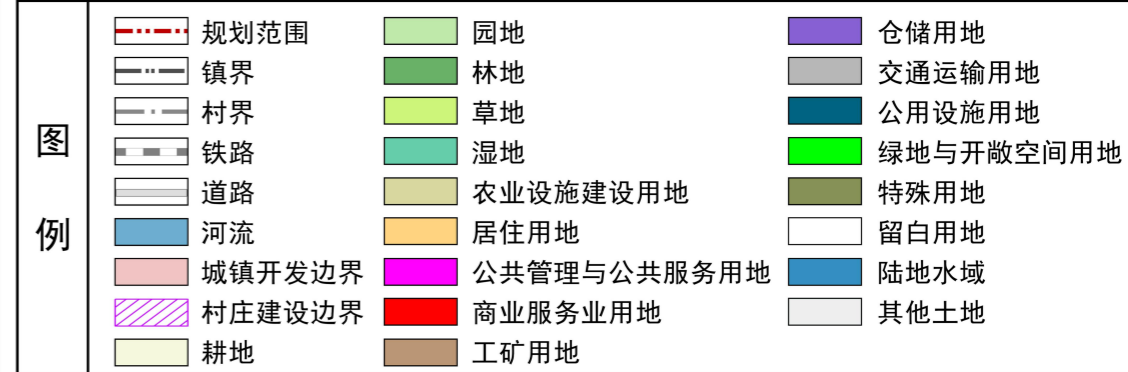 图例
规划范围
镇界
村界
铁路
道路
河流
城镇开发边界
村庄建设边界
耕地
园地
林地
草地
湿地
农业设施建设用地
居住用地
公共管理与公共服务用地
商业服务业用地
工矿用地
仓储用地
交通运输用地
公用设施用地
绿地与开敞空间用地
特殊用地
留白用地
陆地水域
其他土地